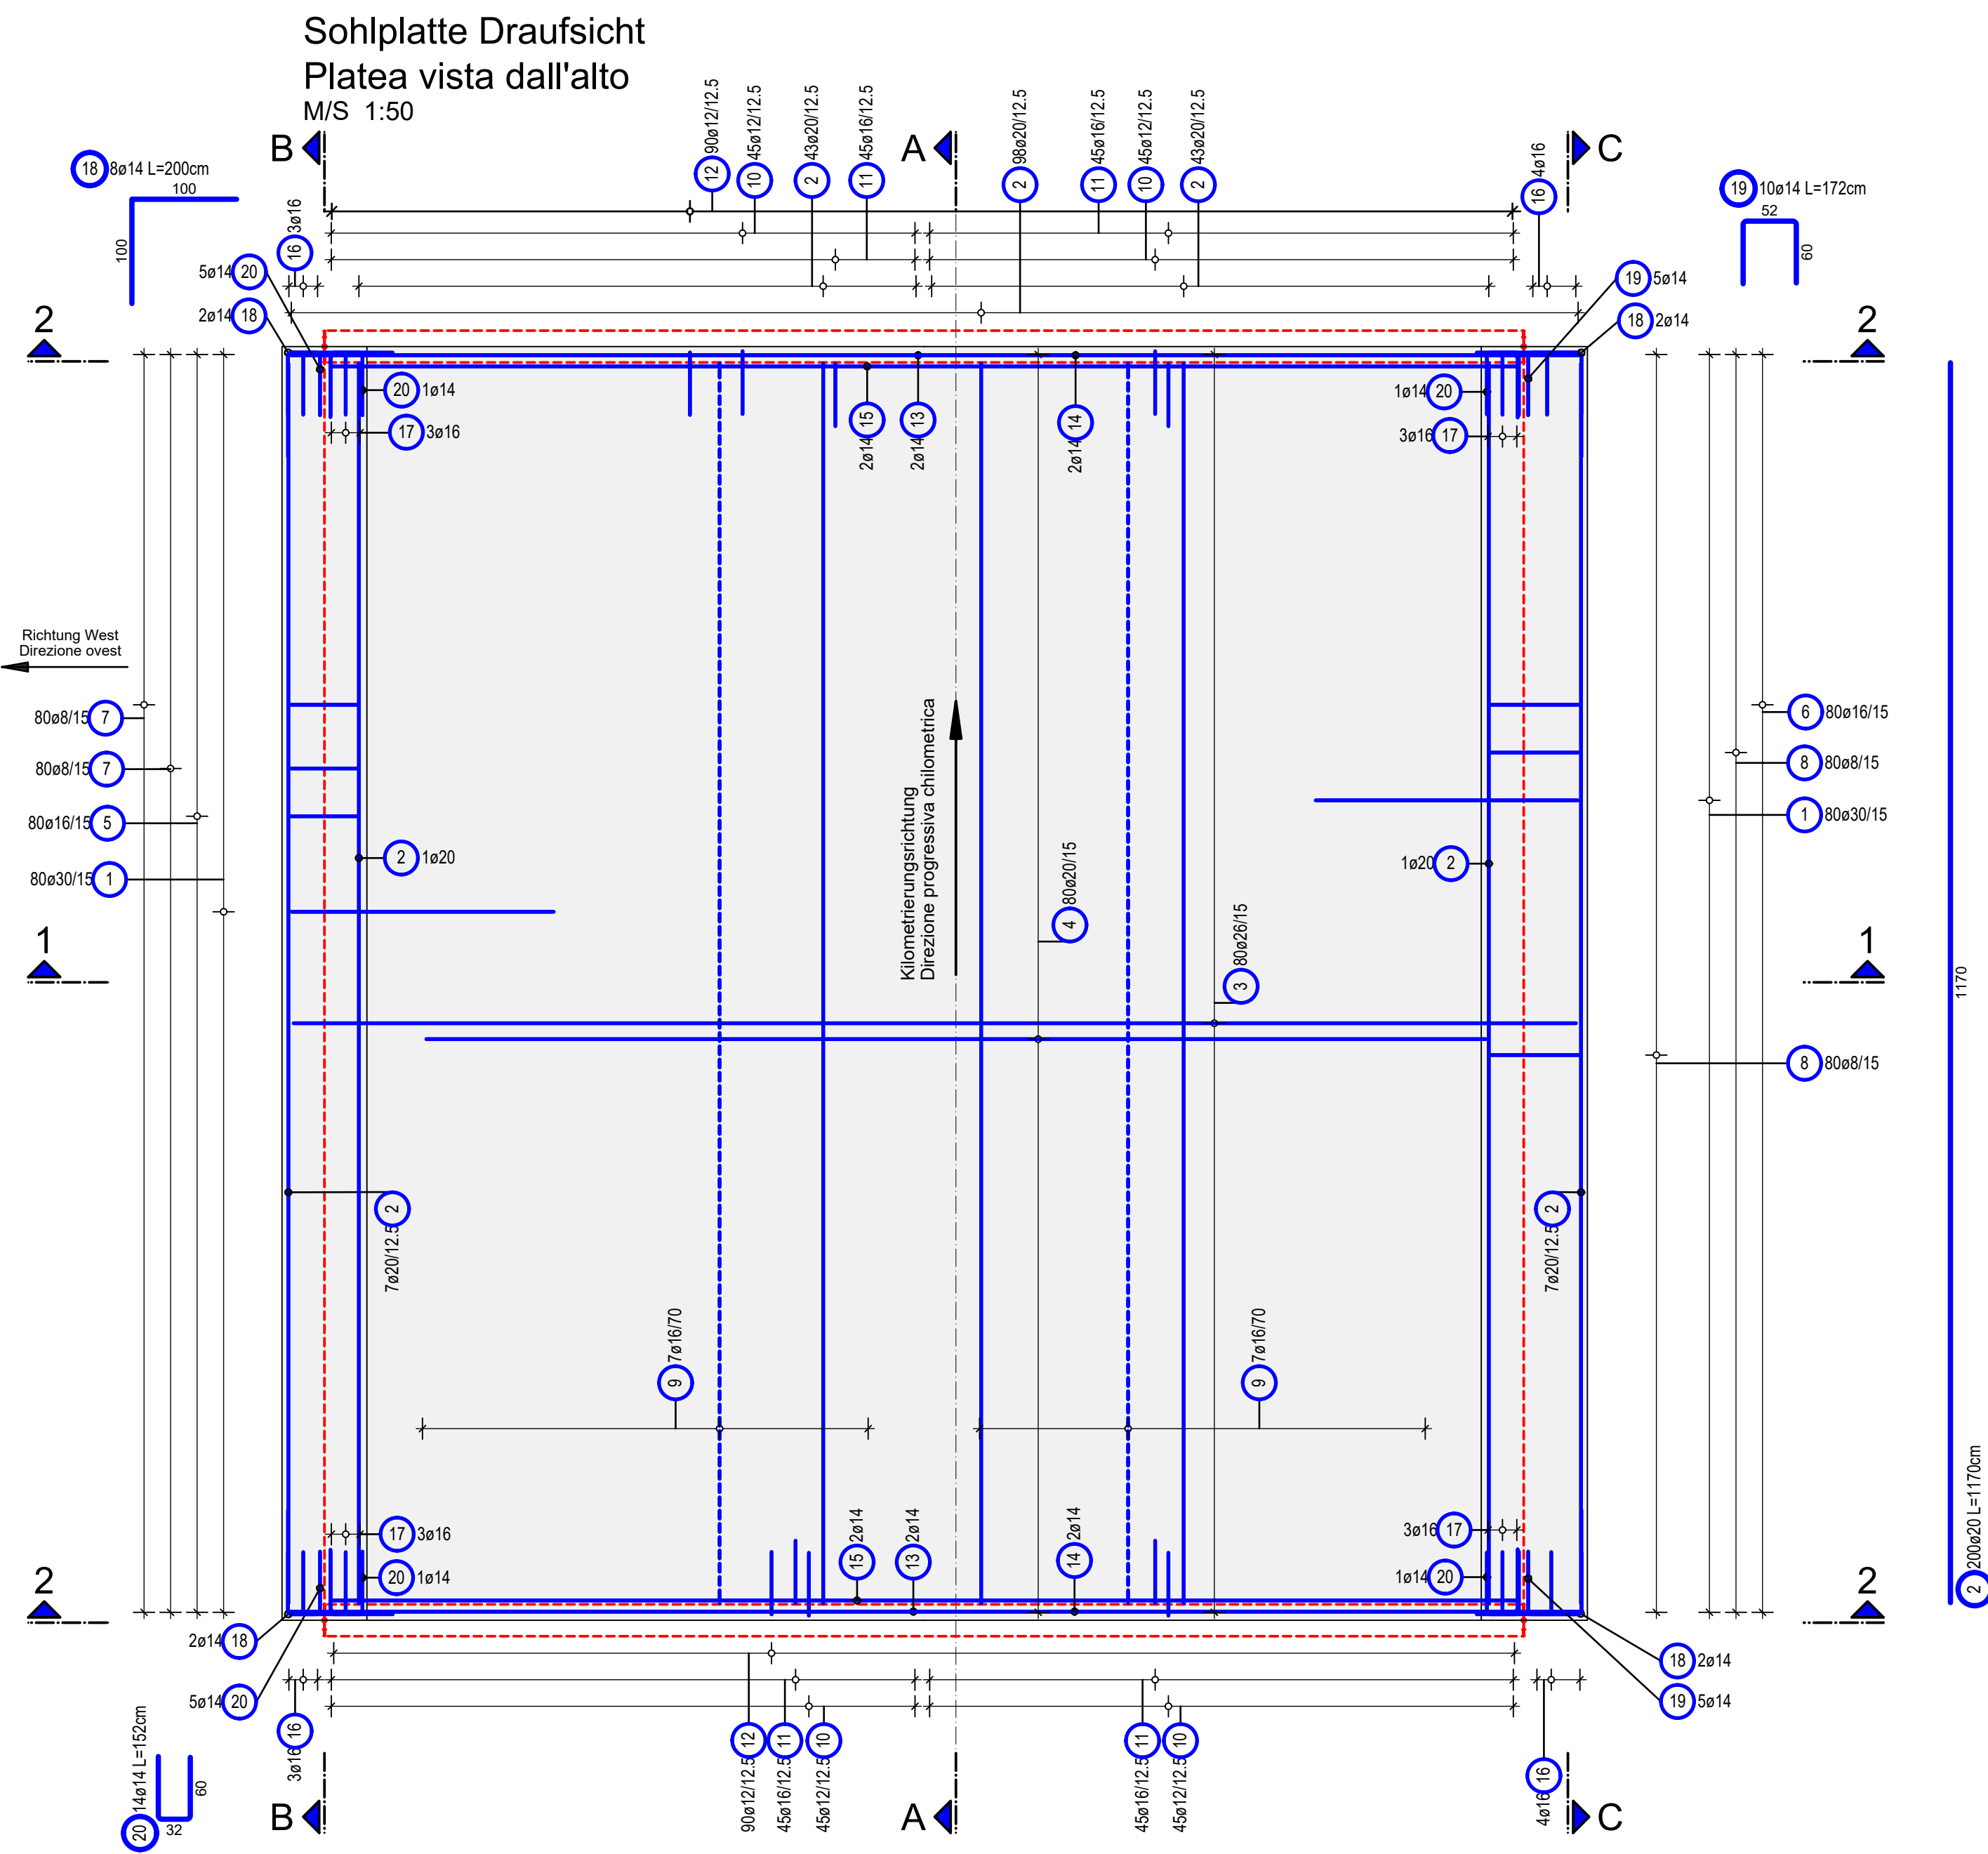 Sohlplatte Draufsicht
Platea vista dall'alto
M/S 1:50
B
A
C
12 90ø12/12.5
10 45ø12/12.5
2 43ø20/12.5
11 45ø16/12.5
2 98ø20/12.5
11 45ø16/12.5
10 45ø12/12.5
2 43ø20/12.5
16 4ø16
18 8ø14 L=200cm
100
100
16 3ø16
19 10ø14 L=172cm
52
60
5ø14 20
2ø14 18
19 5ø14
18 2ø14
2
2
20 1ø14
17 3ø16
2ø14 15
2ø14 13
2ø14 14
1ø14 20
3ø16 17
Richtung West
Direzione ovest
80ø8/15 7
80ø8/15 7
80ø16/15 5
80ø30/15 1
6 80ø16/15
8 80ø8/15
1 80ø30/15
2 1ø20
1ø20 2
Kilometrierungsrichtung
Direzione progressiva chilometrica
4 80ø20/15
3 80ø26/15
1
1
1170
8 80ø8/15
7ø20/12.5 2
7ø20/12.5 2
9 7ø16/70
9 7ø16/70
2 200ø20 L=1170cm
17 3ø16
20 1ø14
15 2ø14
13 2ø14
14 2ø14
3ø16 17
1ø14 20
2
2
2ø14 18
5ø14 20
18 2ø14
19 5ø14
20 14ø14 L=152cm
60
32
3ø16 16
90ø12/12.5 12
45ø16/12.5 11
45ø12/12.5 10
45ø16/12.5 11
45ø12/12.5 10
4ø16 16
B
A
C